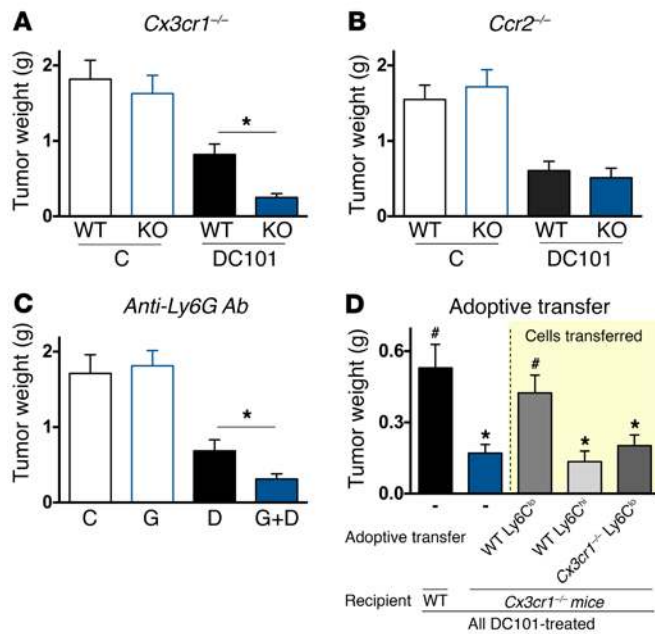 A
Cx3cr1–/–
Tumor weight (g)
2
1
0
*
WT KO WT KO
C DC101
B
Ccr2–/–
Tumor weight (g)
2
1
0
WT KO WT KO
C DC101
C
Anti-Ly6G Ab
Tumor weight (g)
2
1
0
*
C G D G+D
D
Adoptive transfer
Cells transferred
Tumor weight (g)
0.6
0.3
0.0
# * # * *
Adoptive transfer - - WT Ly6Clo WT Ly6Chi Cx3cr1–/– Ly6Clo
Recipient WT Cx3cr1–/– mice
All DC101-treated